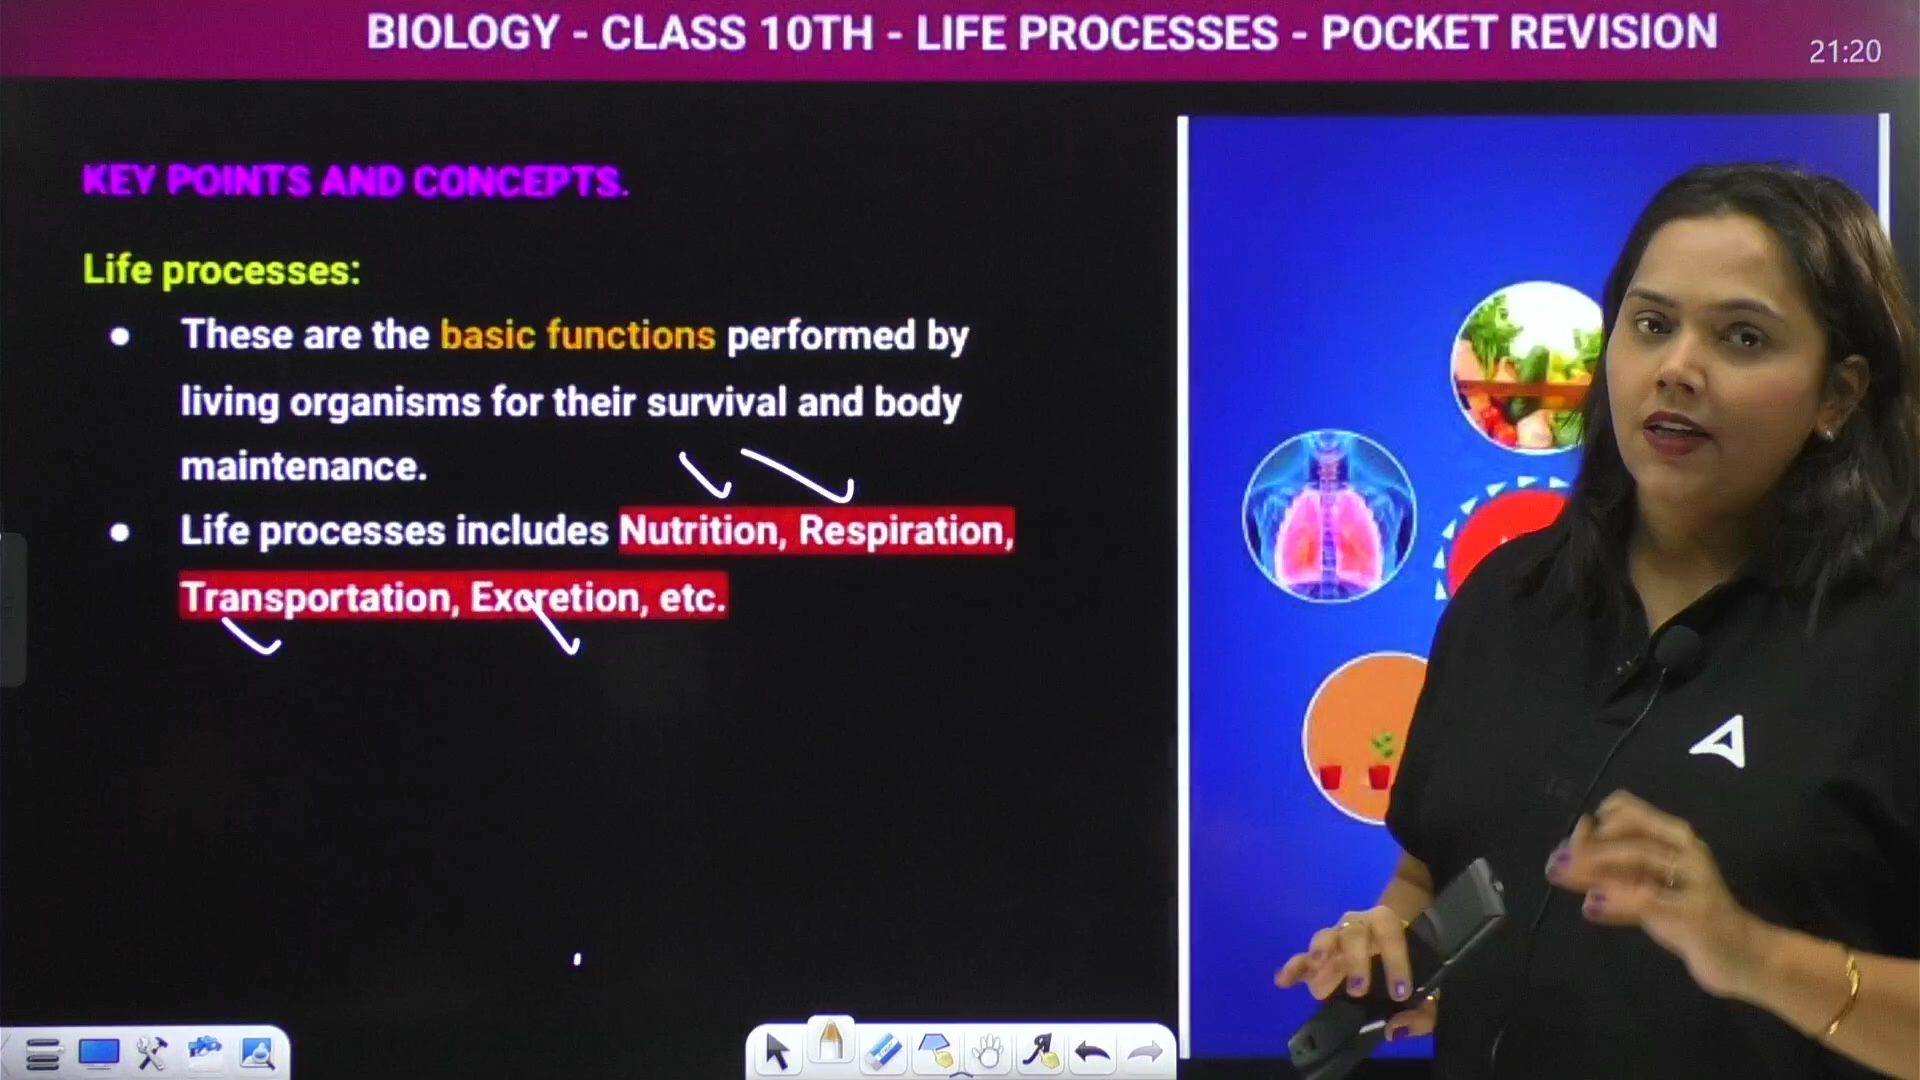 BIOLOGY - CLASS 10TH - LIFE PROCESSES - POCKET REVISION
21:20
KEY POINTS AND CONCEPTS.
Life processes:
● These are the basic functions performed by
living organisms for their survival and body
maintenance.
● Life processes includes Nutrition, Respiration,
Transportation, Excretion, etc.